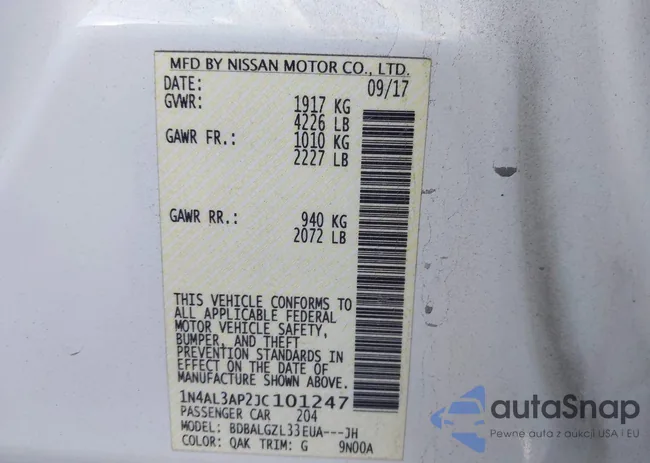 MFD BY NISSAN MOTOR CO., LTD.
DATE: 09/17
GVWR: 1917 KG
4226 LB
GAWR FR.: 1010 KG
2227 LB
GAWR RR.: 940 KG
2072 LB
THIS VEHICLE CONFORMS TO
ALL APPLICABLE FEDERAL
MOTOR VEHICLE SAFETY,
BUMPER, AND THEFT
PREVENTION STANDARDS IN
EFFECT ON THE DATE OF
MANUFACTURE SHOWN ABOVE.
1N4AL3AP2JC101247
PASSENGER CAR 204
MODEL: BDBALGZL33EUA---JH
COLOR: QAK TRIM: G 9N00A
autoSnap
Pewne auta z aukcji USA i EU